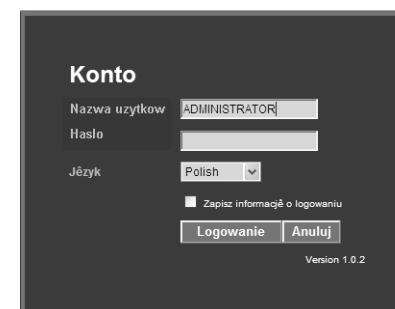 Konto
Nazwa uzytkow ADMINISTRATOR
Haslo
Jêzyk Polish
Zapisz informacjê o logowaniu
Logowanie Anuluj
Version 1.0.2